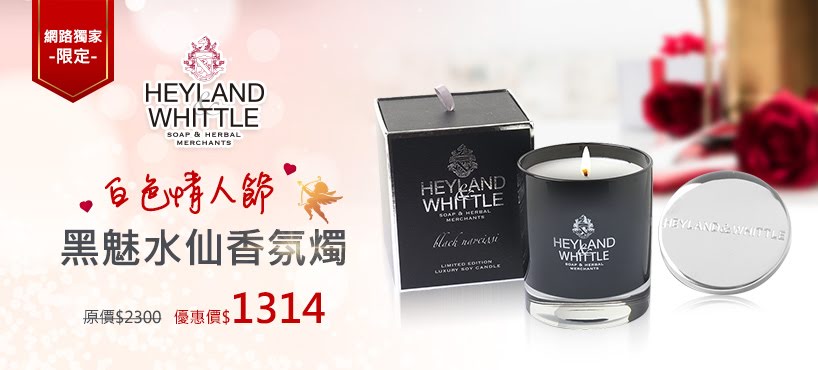 網路獨家
-限定-
HEYLAND
&
WHITTLE
SOAP & HERBAL
MERCHANTS
白色情人節
黑魅水仙香氛燭
原價$2300 優惠價$1314
HEYLAND
&
WHITTLE
SOAP & HERBAL
MERCHANTS
black narcissi
LIMITED EDITION
LUXURY SOY CANDLE
HEYLAND
&
WHITTLE
SOAP & HERBAL
MERCHANTS
HEYLAND & WHITTLE